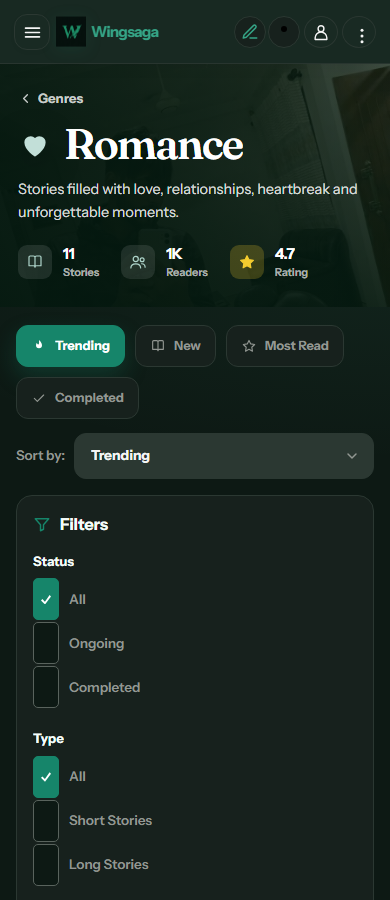 W Wingsaga
Genres
Romance
Stories filled with love, relationships, heartbreak and
unforgettable moments.
11
Stories
1K
Readers
4.7
Rating
Trending
New
Most Read
Completed
Sort by:
Trending
Filters
Status
All
Ongoing
Completed
Type
All
Short Stories
Long Stories